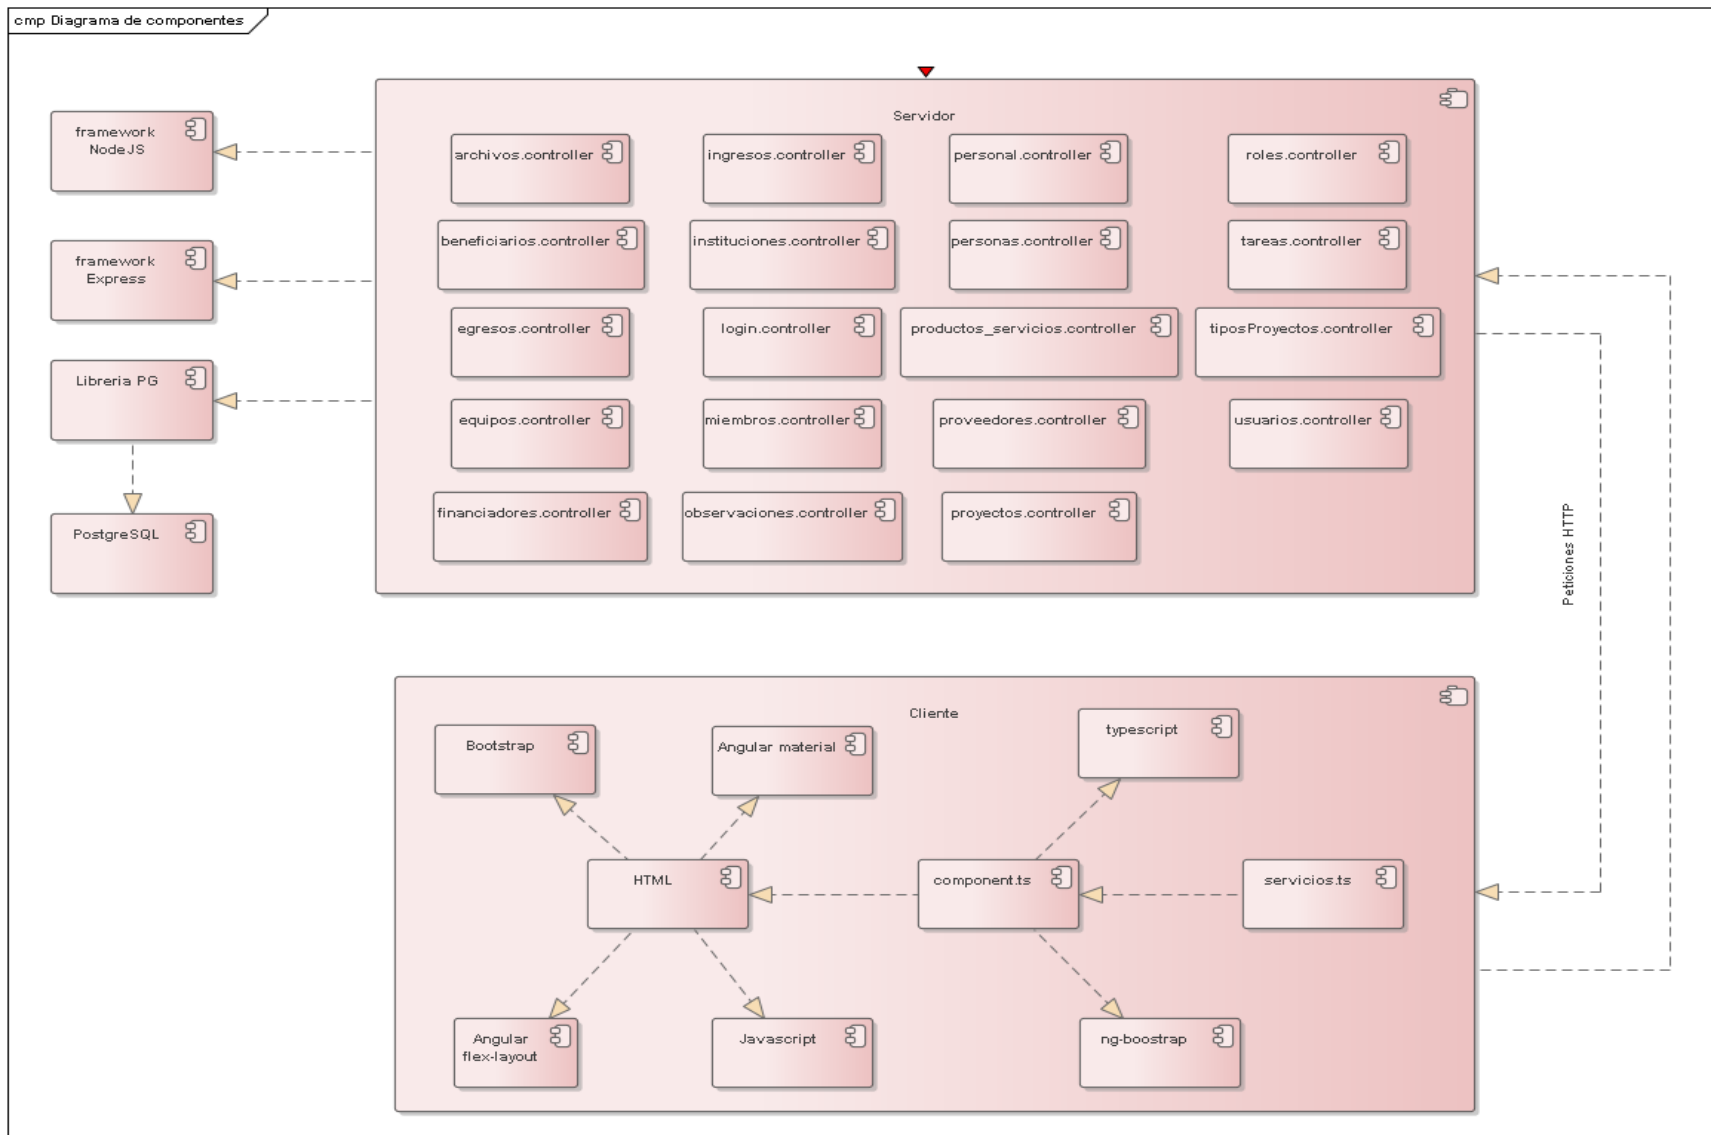 cmp Diagrama de componentes
Servidor
framework
NodeJS
framework
Express
Libreria PG
PostgreSQL
archivos.controller
ingresos.controller
personal.controller
roles.controller
beneficiarios.controller
instituciones.controller
personas.controller
tareas.controller
egresos.controller
login.controller
productos_servicios.controller
tiposProyectos.controller
equipos.controller
miembros.controller
proveedores.controller
usuarios.controller
financiadores.controller
observaciones.controller
proyectos.controller
Peticiones HTTP
Cliente
Bootstrap
Angular material
typescript
HTML
component.ts
servicios.ts
Angular
flex-layout
Javascript
ng-boostrap